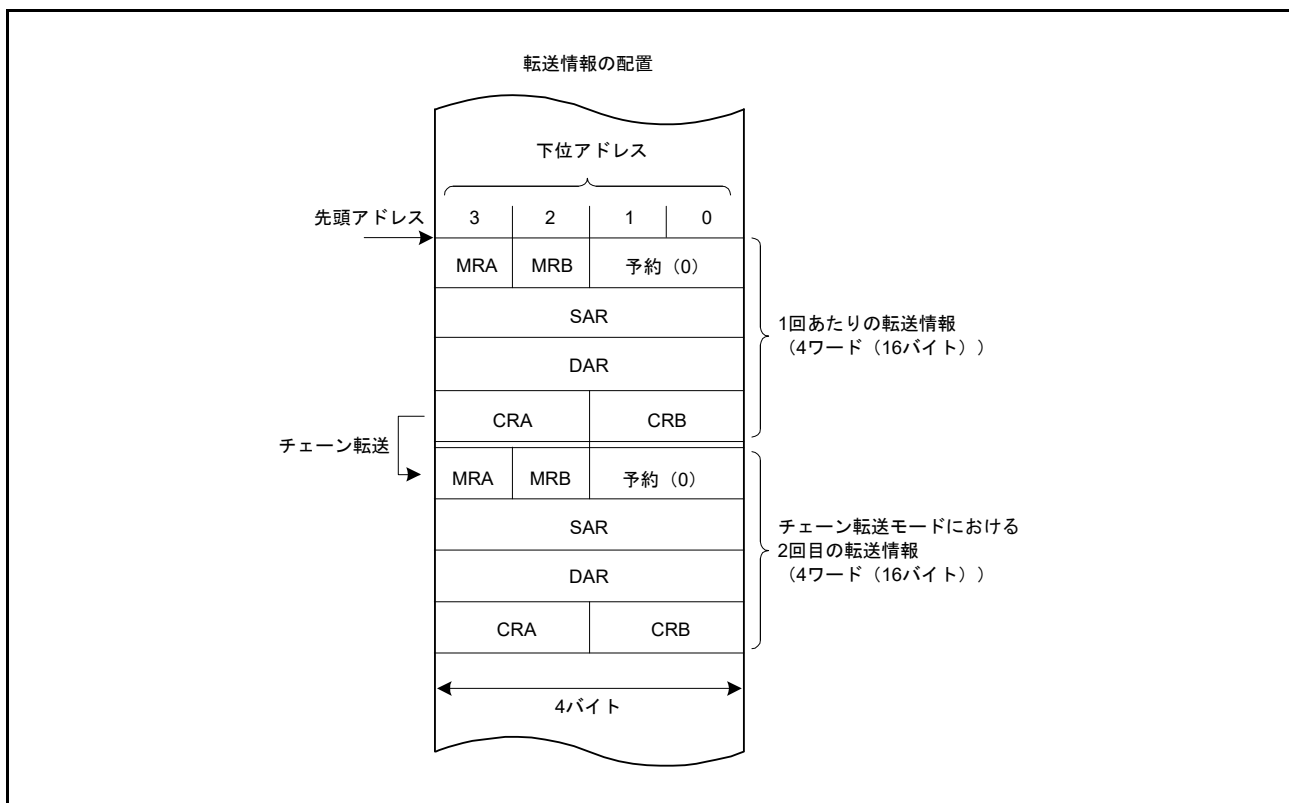 転送情報の配置
下位アドレス
先頭アドレス
3 2 1 0
MRA MRB 予約（0）
SAR
DAR
CRA CRB
1回あたりの転送情報
（4ワード（16バイト））
チェーン転送
MRA MRB 予約（0）
SAR
DAR
CRA CRB
チェーン転送モードにおける
2回目の転送情報
（4ワード（16バイト））
4バイト